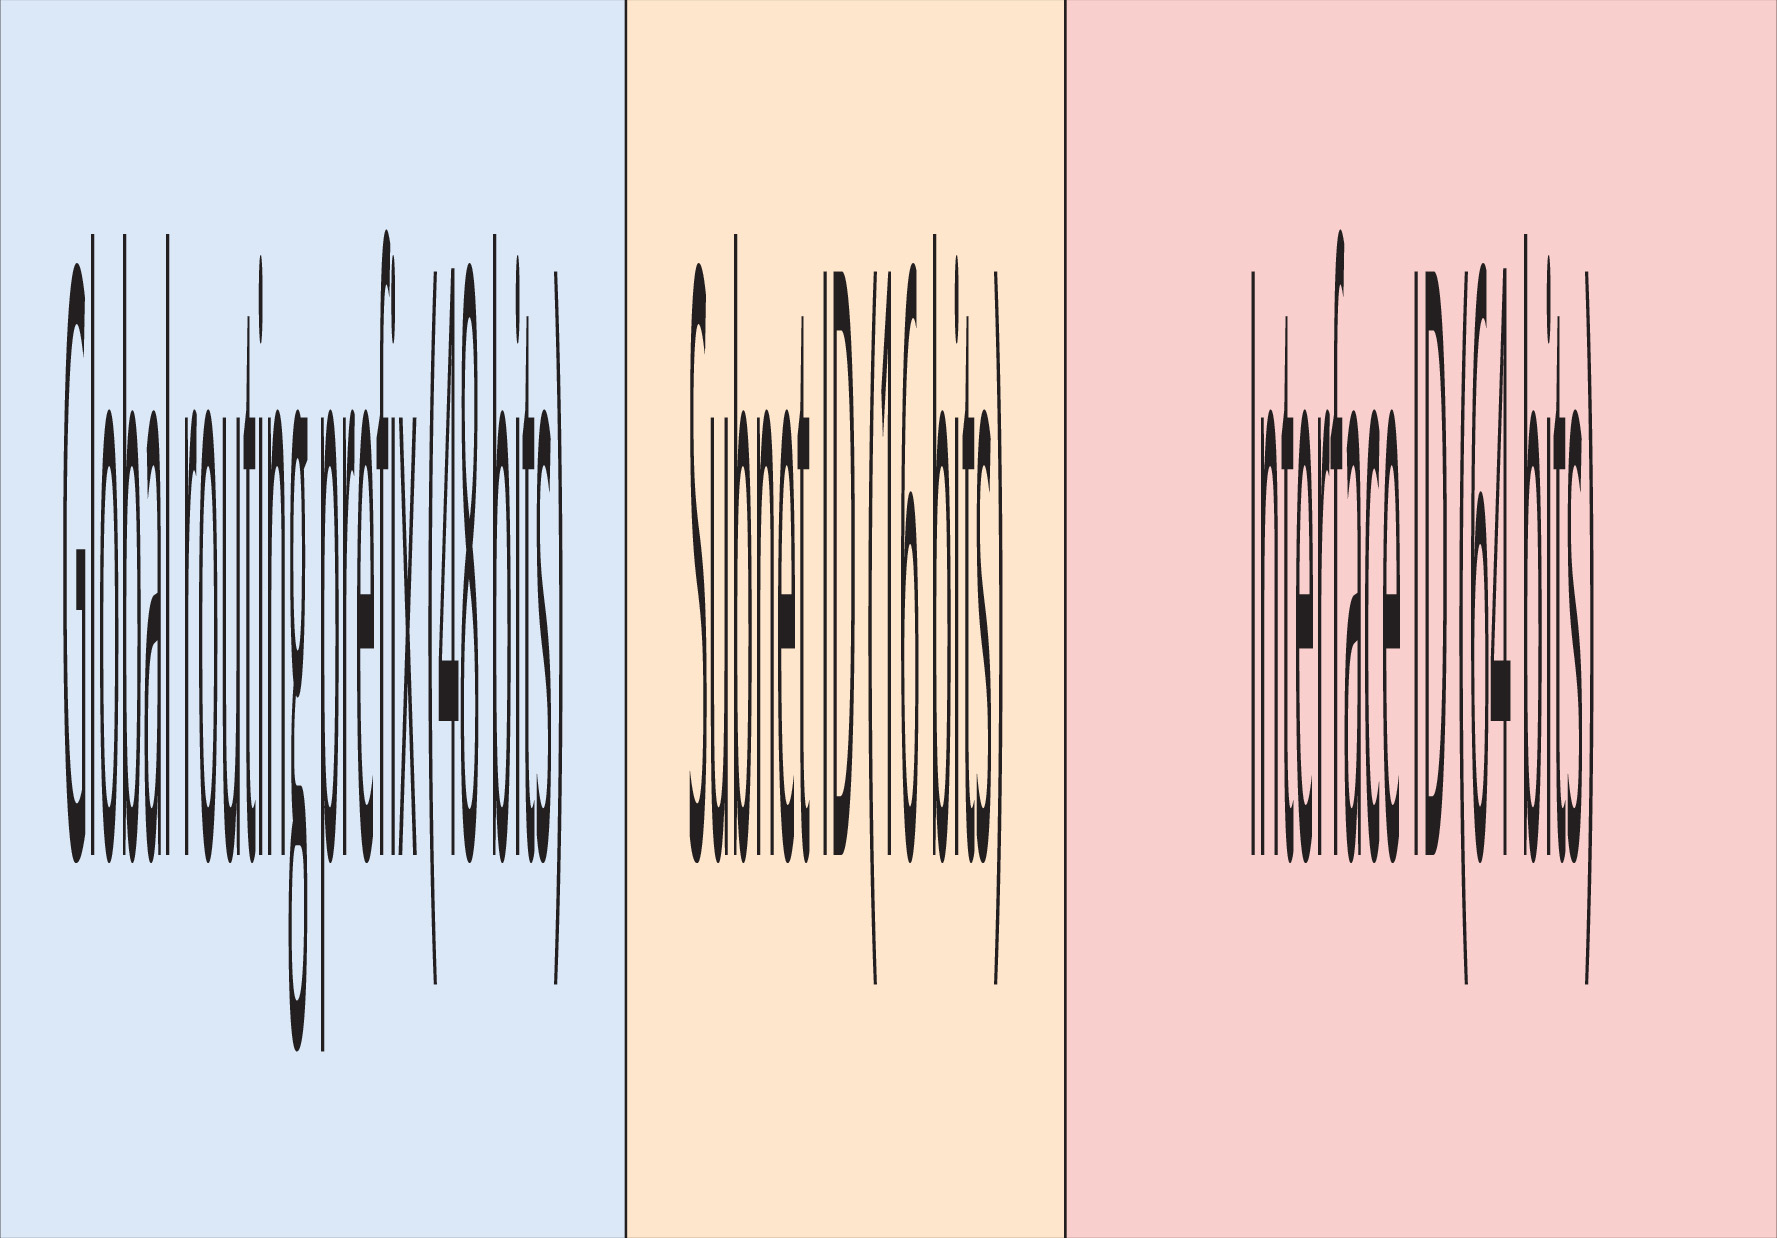 Global routing prefix (48 bits)
Subnet ID (16 bits)
Interface ID (64 bits)